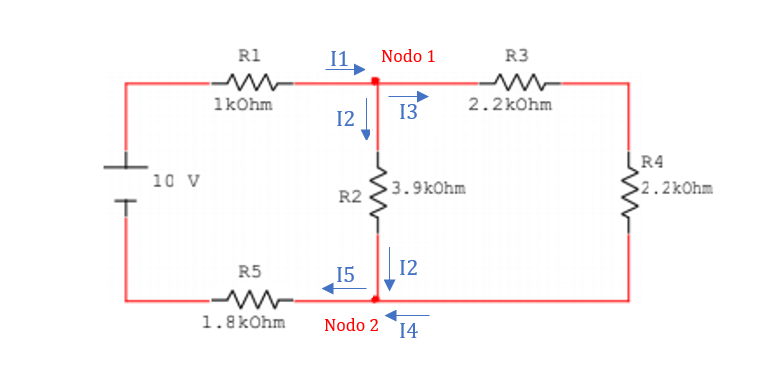 R1
I1
Nodo 1
R3
1kOhm
I2
I3
2.2kOhm
10 V
R2
3.9kOhm
R4
2.2kOhm
R5
I5
I2
1.8kOhm
Nodo 2
I4